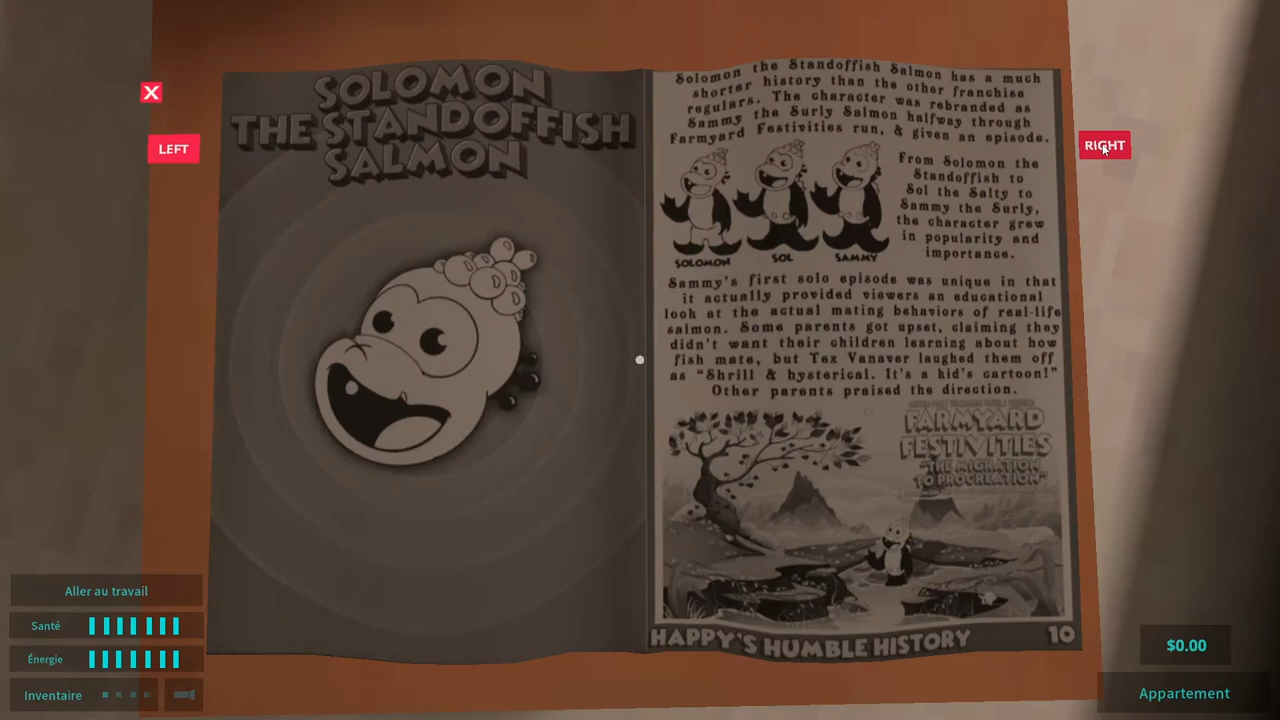 SOLOMON
THE STANDOFFISH
SALMON
Solomon the Standoffish Salmon has a much
shorter history than the other franchise
regulars. The character was rebranded as
Sammy the Surly Salmon halfway through
Farmyard Festivities run, & given an episode.
From Solomon the
Standoffish to
Sol the Salty to
Sammy the Surly,
the character grew
in popularity and
importance.
SOLOMON SOL SAMMY
Sammy's first solo episode was unique in that
it actually provided viewers an educational
look at the actual mating behaviors of real-life
salmon. Some parents got upset, claiming they
didn't want their children learning about how
fish mate, but Tex Vanaver laughed them off
as "Shrill & hysterical. It's a kid's cartoon!"
Other parents praised the direction.
FARMYARD
FESTIVITIES
"THE MIGRATION
TO PROCREATION"
HAPPY'S HUMBLE HISTORY 10
X
LEFT
RIGHT
Aller au travail
Santé
Énergie
Inventaire
$0.00
Appartement